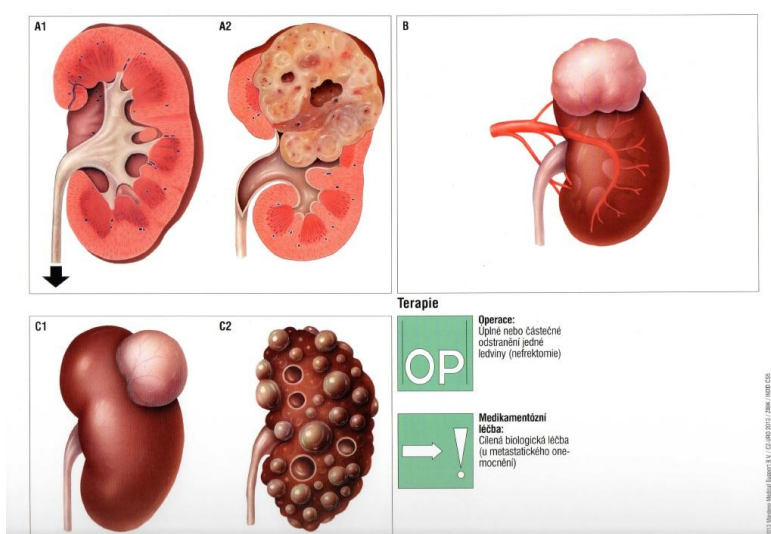 A1
A2
B
C1
C2
Terapie
OP
Operace:
Úplné nebo částečné
odstranění jedné
ledviny (nefrektomie)
Medikamentózní
léčba:
Cílená biologická léčba
(u metastatického one-
mocnění)